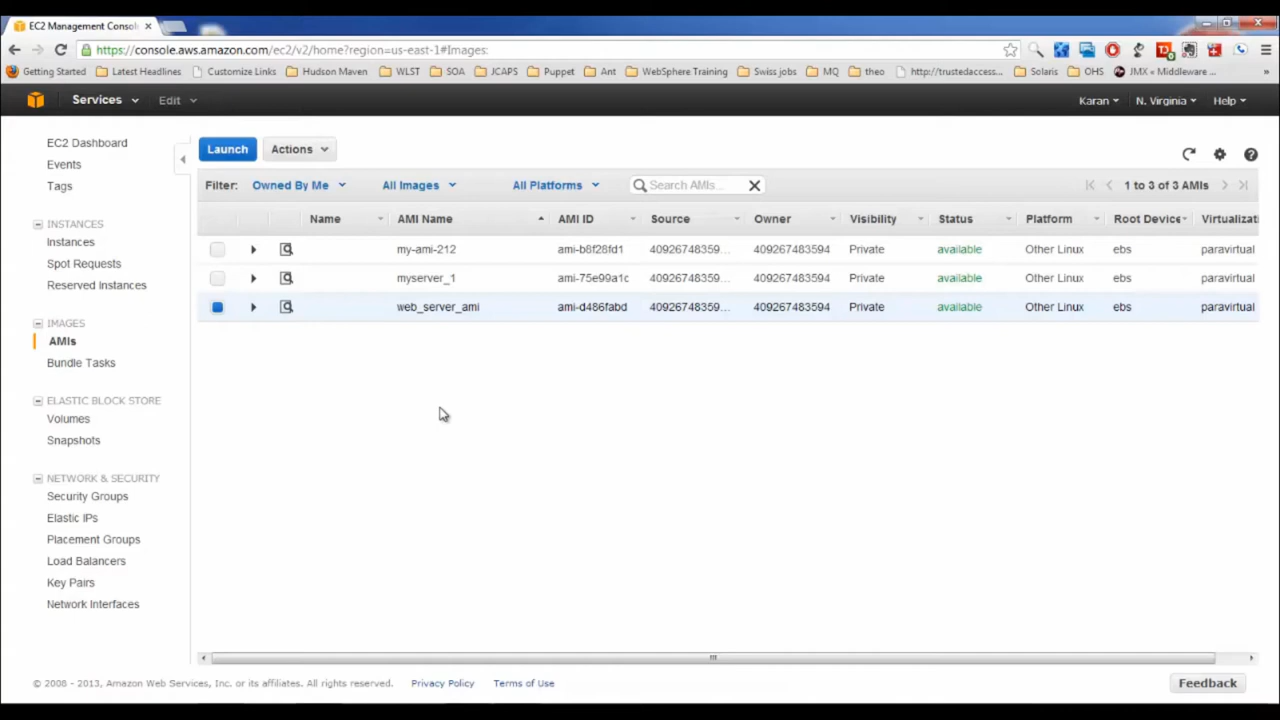 EC2 Management Consol
https://console.aws.amazon.com/ec2/v2/home?region=us-east-1#Images:
Getting Started Latest Headlines Customize Links Hudson Maven WLST SOA JCAPS Puppet Ant WebSphere Training Swiss jobs MQ theo http://trustedaccess... Solaris OHS JMX « Middleware ... »
Services Edit Karan N. Virginia Help
EC2 Dashboard
Events
Tags
INSTANCES
Instances
Spot Requests
Reserved Instances
IMAGES
AMIs
Bundle Tasks
ELASTIC BLOCK STORE
Volumes
Snapshots
NETWORK & SECURITY
Security Groups
Elastic IPs
Placement Groups
Load Balancers
Key Pairs
Network Interfaces
Launch Actions
Filter: Owned By Me All Images All Platforms Search AMIs... 1 to 3 of 3 AMIs
Name AMI Name AMI ID Source Owner Visibility Status Platform Root Device Virtualizati
my-ami-212 ami-b8f28fd1 40926748359... 409267483594 Private available Other Linux ebs paravirtual
myserver_1 ami-75e99a1c 40926748359... 409267483594 Private available Other Linux ebs paravirtual
web_server_ami ami-d486fabd 40926748359... 409267483594 Private available Other Linux ebs paravirtual
© 2008 - 2013, Amazon Web Services, Inc. or its affiliates. All rights reserved. Privacy Policy Terms of Use Feedback